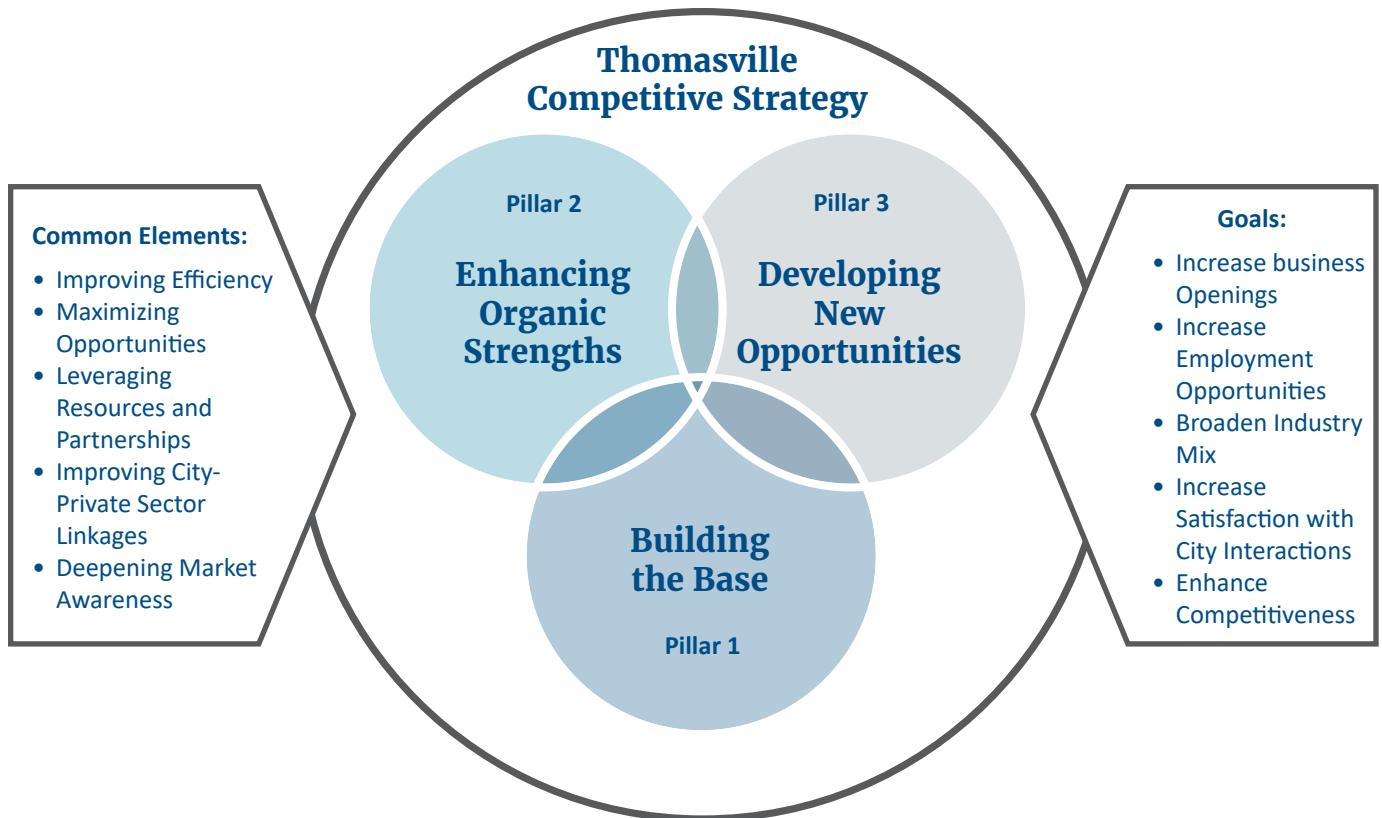 Thomasville
Competitive Strategy
Common Elements:
• Improving Efficiency
• Maximizing
Opportunities
• Leveraging
Resources and
Partnerships
• Improving City-
Private Sector
Linkages
• Deepening Market
Awareness
Pillar 2
Enhancing
Organic
Strengths
Pillar 3
Developing
New
Opportunities
Building
the Base
Pillar 1
Goals:
• Increase business
Openings
• Increase
Employment
Opportunities
• Broaden Industry
Mix
• Increase
Satisfaction with
City Interactions
• Enhance
Competitiveness